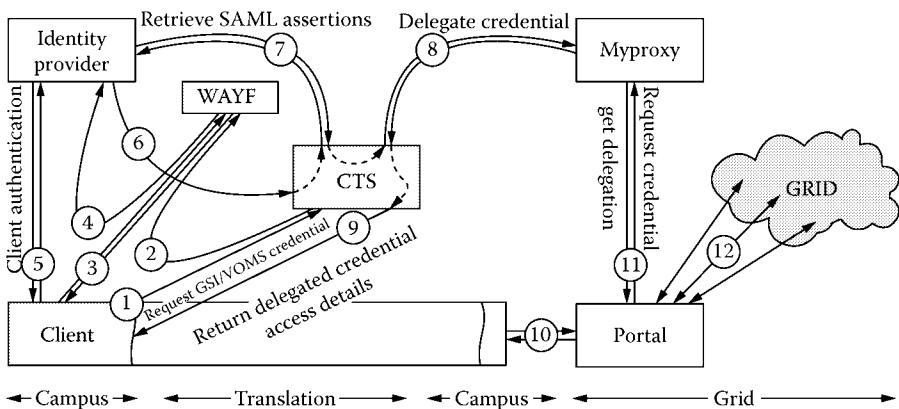 Retrieve SAML assertions
Delegate credential
Identity
provider
7
8
Myproxy
WAYF
Client authentication
6
CTS
Request credential
get delegation
GRID
4
2
9
5
3
1
Request GSI/VOMS credential
Return delegated credential
access details
11
12
Client
10
Portal
Campus
Translation
Campus
Grid